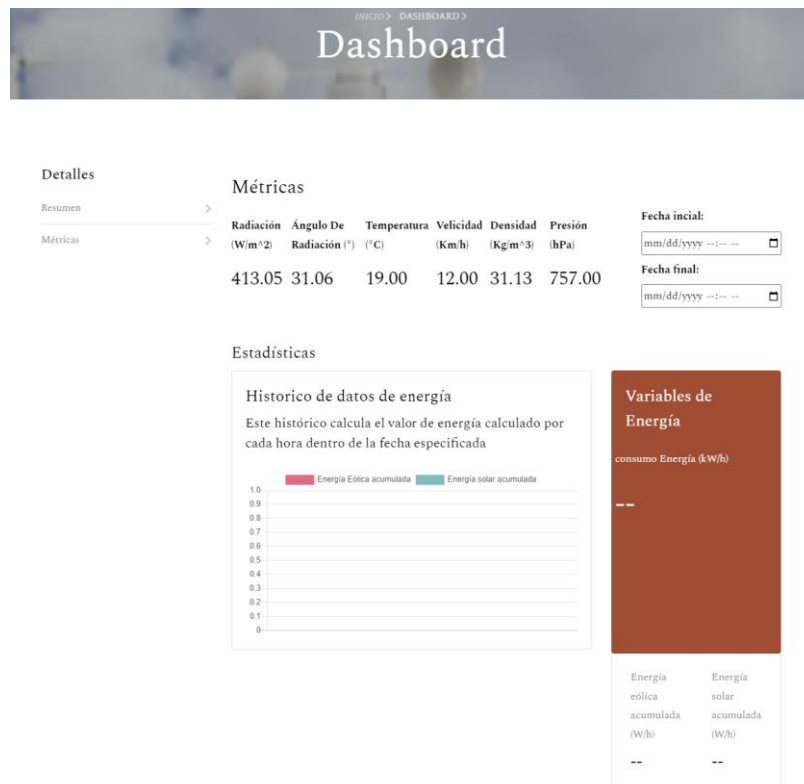 INICIO > DASHBOARD >
Dashboard
Detalles
Resumen
Métricas
Métricas
Radiación (W/m^2)
Ángulo De Radiación (°)
Temperatura (°C)
Velicidad (Km/h)
Densidad (Kg/m^3)
Presión (hPa)
413.05 31.06 19.00 12.00 31.13 757.00
Fecha incial:
mm/dd/yyyy --:-- --
Fecha final:
mm/dd/yyyy --:-- --
Estadísticas
Historico de datos de energía
Este histórico calcula el valor de energía calculado por
cada hora dentro de la fecha especificada
Energía Eólica acumulada Energía solar acumulada
1.0
0.9
0.8
0.7
0.6
0.5
0.4
0.3
0.2
0.1
0
Variables de
Energía
consumo Energía (kW/h)
--
Energía
eólica
acumulada
(W/h)
--
Energía
solar
acumulada
(W/h)
--